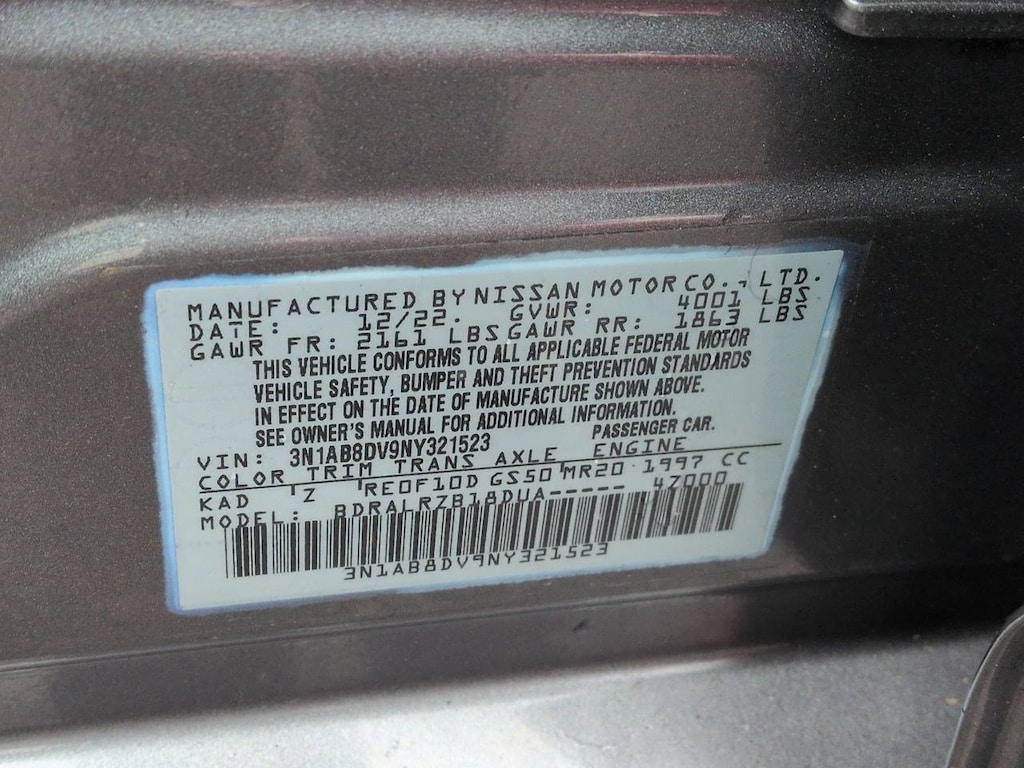 MANUFACTURED BY NISSAN MOTOR CO., LTD.
DATE: 12/22. GVWR: 4001 LBS
GAWR FR: 2161 LBS GAWR RR: 1863 LBS
THIS VEHICLE CONFORMS TO ALL APPLICABLE FEDERAL MOTOR
VEHICLE SAFETY, BUMPER AND THEFT PREVENTION STANDARDS
IN EFFECT ON THE DATE OF MANUFACTURE SHOWN ABOVE.
SEE OWNER'S MANUAL FOR ADDITIONAL INFORMATION.
VIN: 3N1AB8DV9NY321523 PASSENGER CAR.
COLOR TRIM TRANS AXLE ENGINE
KAD Z RE0F10D GS50 MR20 1997 CC
MODEL: BDRALRZB18DUA----- 47000
3N1AB8DV9NY321523